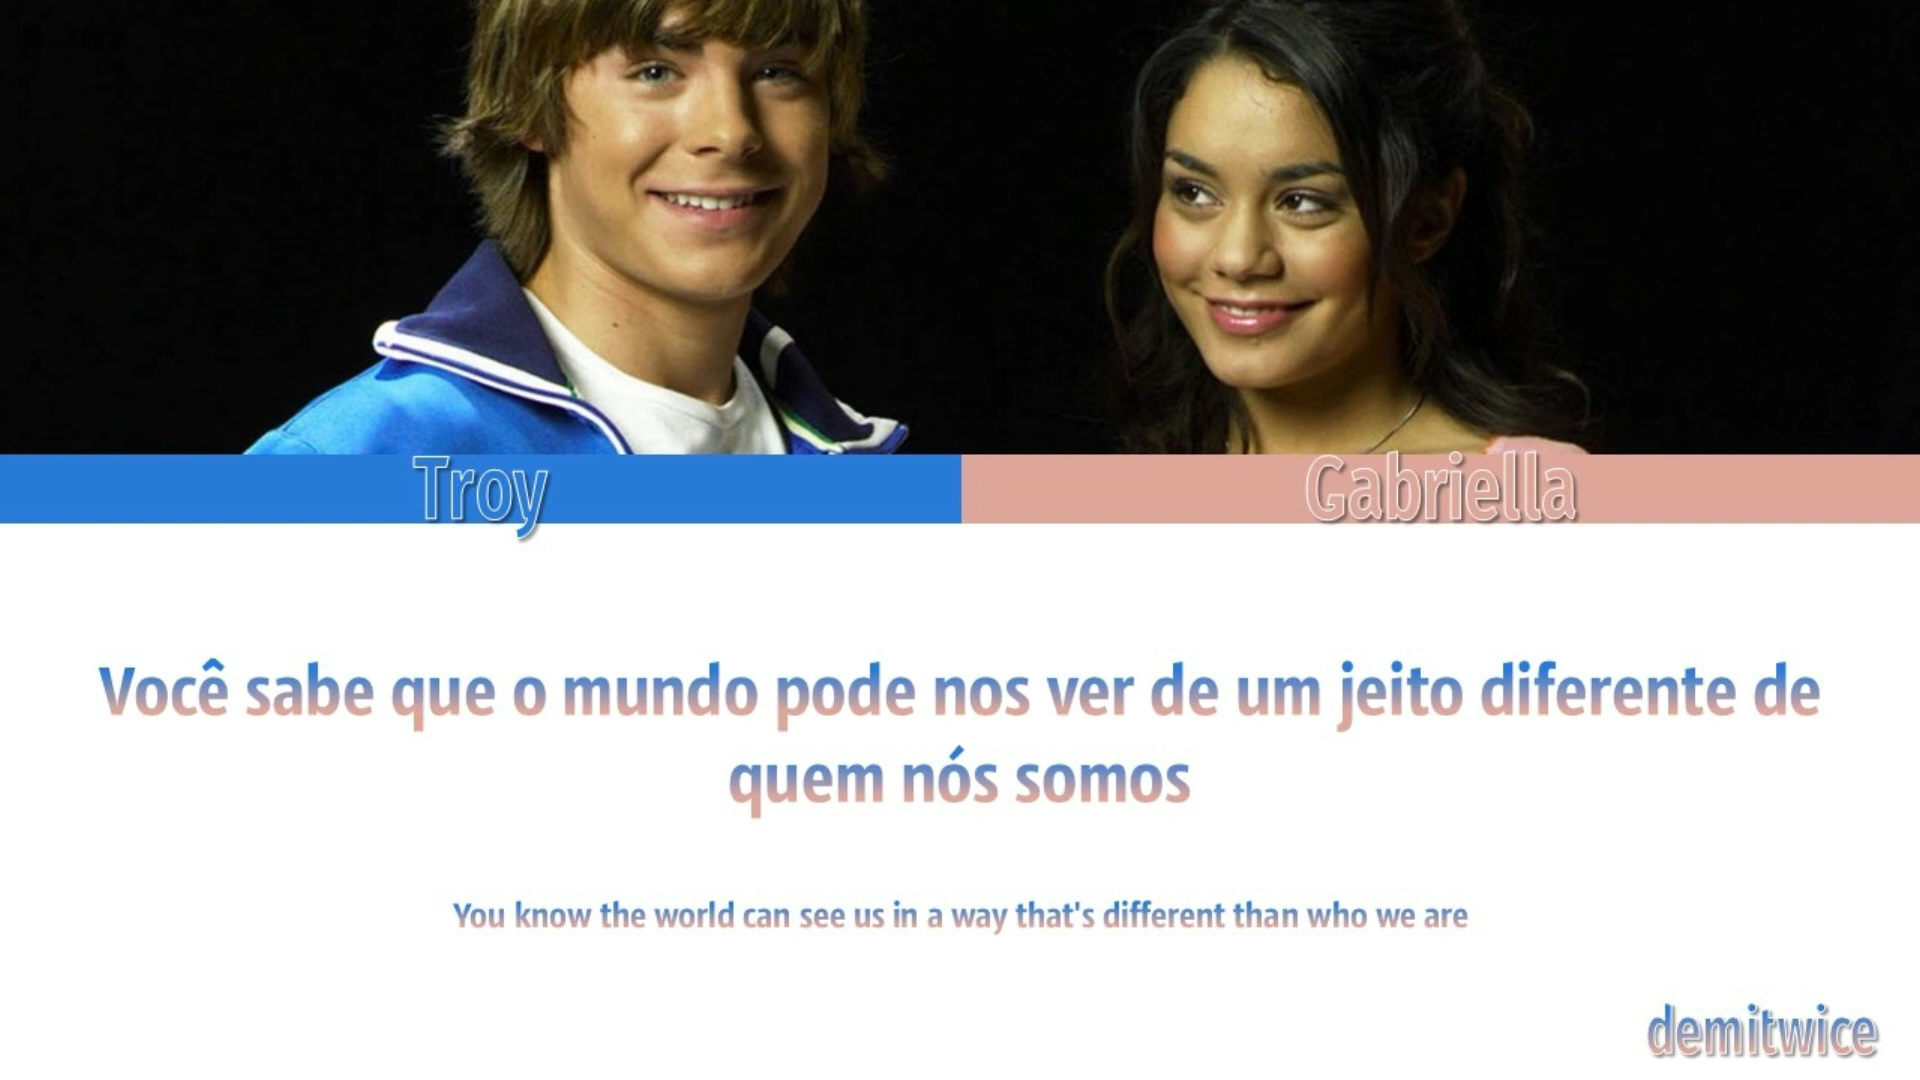 Troy
Gabriella
Você sabe que o mundo pode nos ver de um jeito diferente de
quem nós somos
You know the world can see us in a way that's different than who we are
demitwice